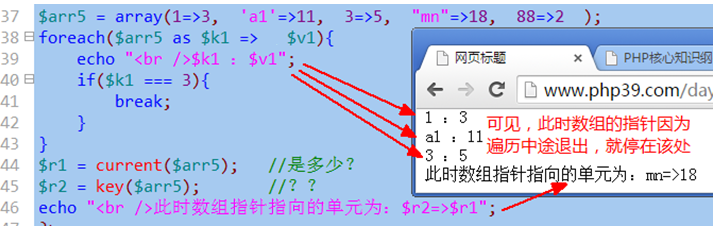 37 $arr5 = array(1=>3, 'a1'=>11, 3=>5, "mn"=>18, 88=>2 );
38 foreach($arr5 as $k1 => $v1){
39 echo "<br />$k1 : $v1";
40 if($k1 === 3){
41 break;
42 }
43 }
44 $r1 = current($arr5); //是多少?
45 $r2 = key($arr5); //? ?
46 echo "<br />此时数组指针指向的单元为: $r2=>$r1";
网页标题
PHP核心知识纲
www.php39.com/day
1 : 3
a1 : 11
3 : 5
此时数组指针指向的单元为: mn=>18
可见，此时数组的指针因为
遍历中途退出，就停在该处